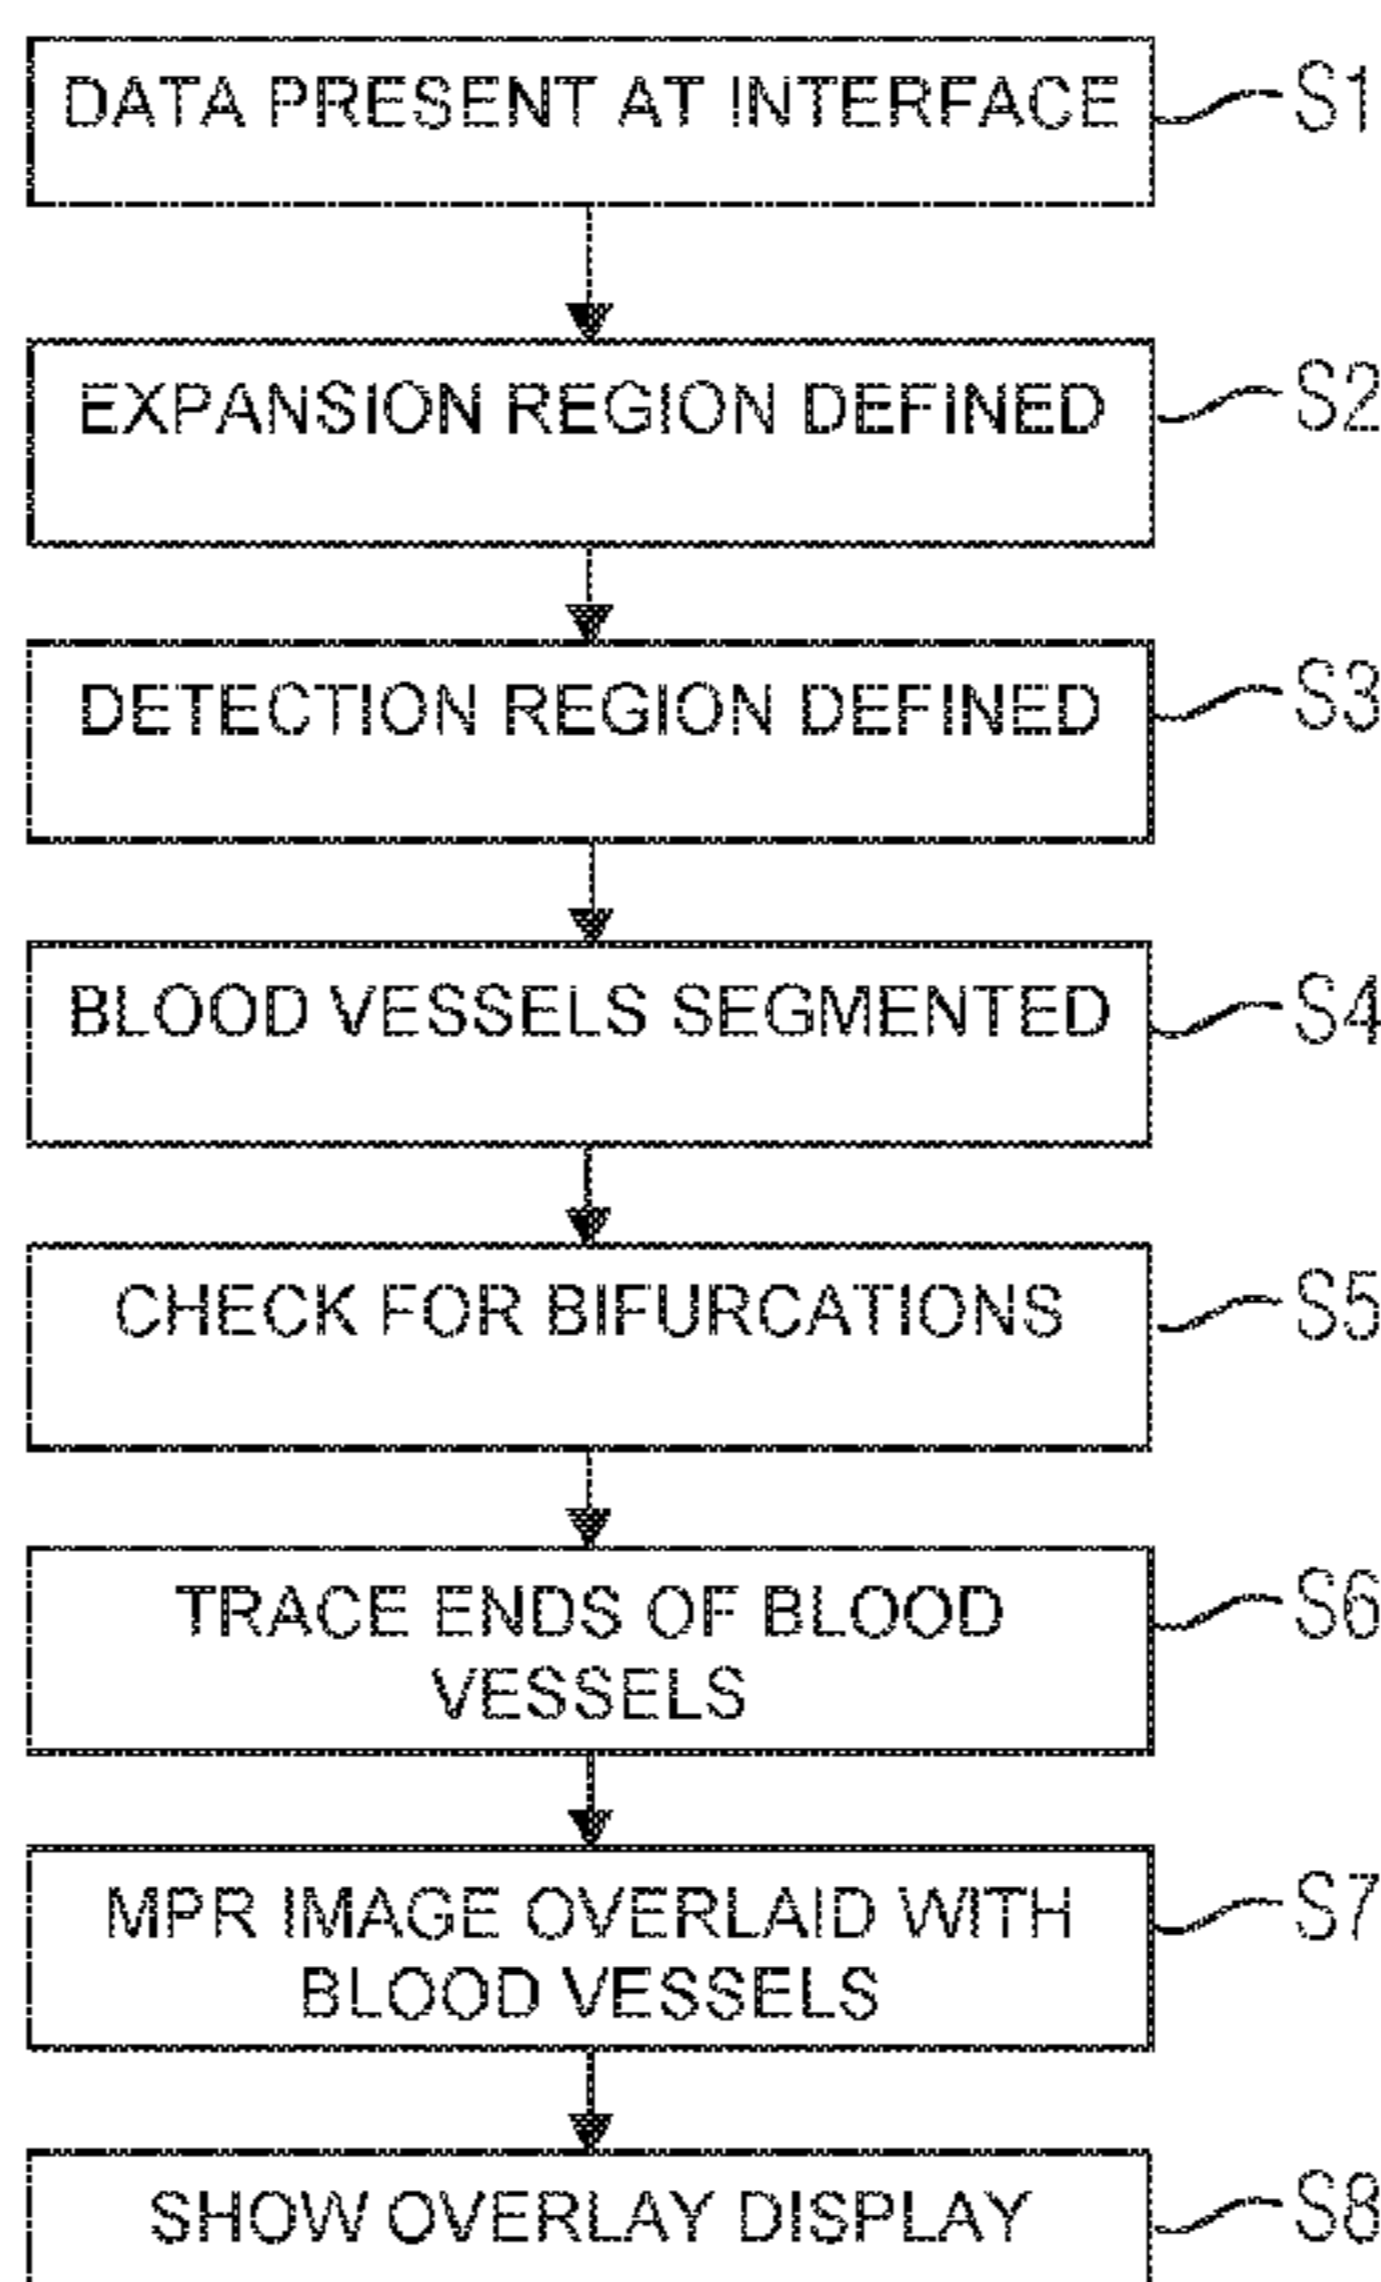 DATA PRESENT AT INTERFACE
S1
EXPANSION REGION DEFINED
S2
DETECTION REGION DEFINED
S3
BLOOD VESSELS SEGMENTED
S4
CHECK FOR BIFURCATIONS
S5
TRACE ENDS OF BLOOD
VESSELS
S6
MPR IMAGE OVERLAID WITH
BLOOD VESSELS
S7
SHOW OVERLAY DISPLAY
S8